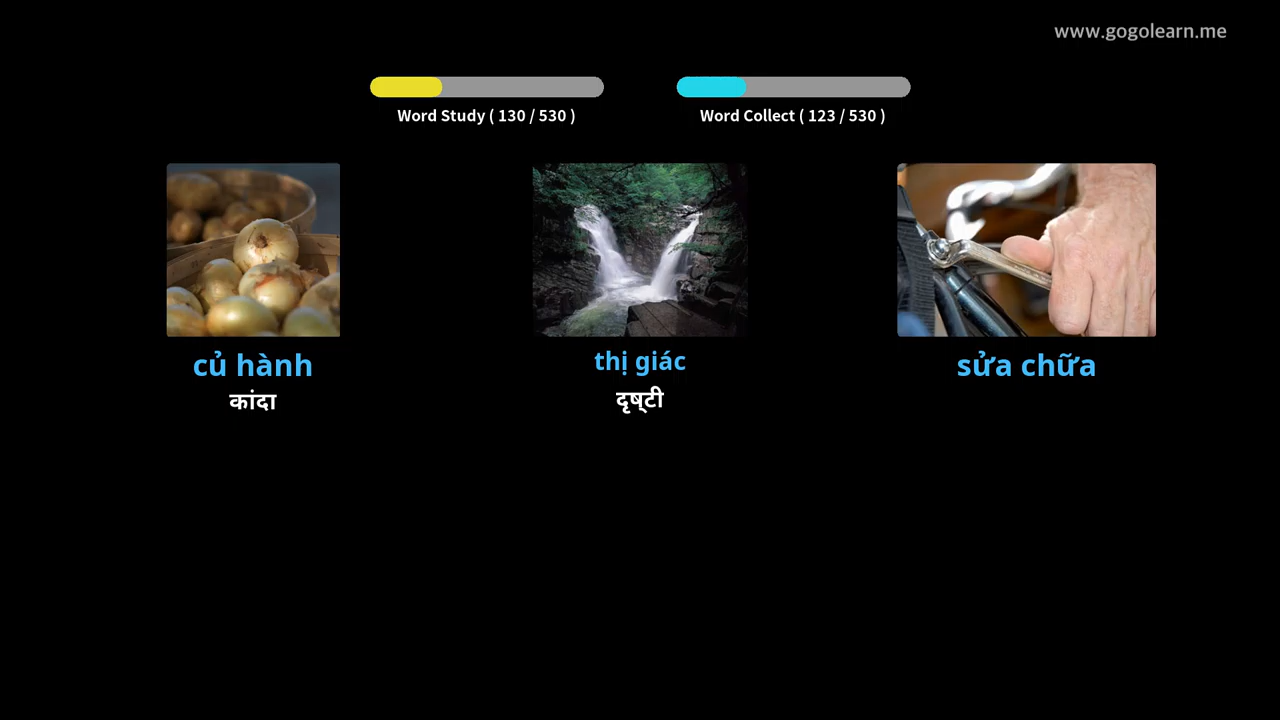 www.gogolearn.me
Word Study ( 130 / 530 )
Word Collect ( 123 / 530 )
củ hành
कांदा
thị giác
दृष्टी
sửa chữa